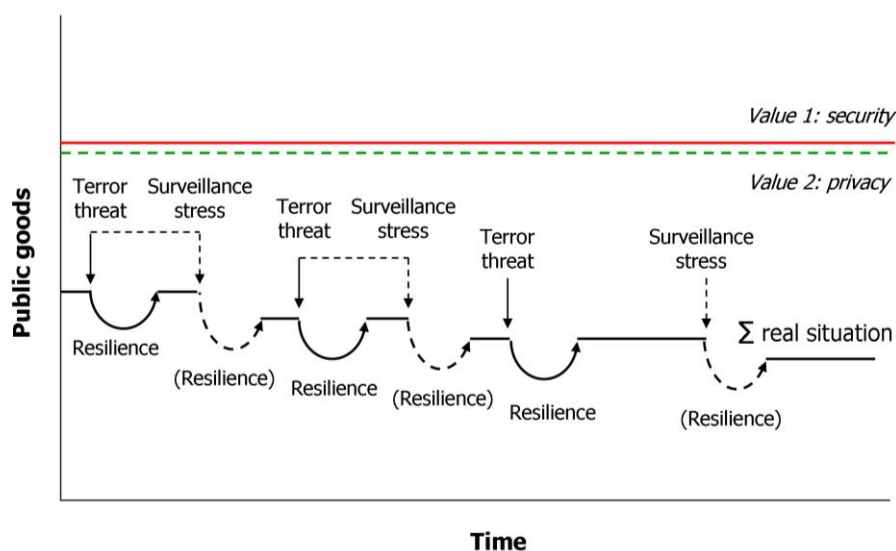 Value 1: security
Value 2: privacy
Terror
threat
Surveillance
stress
Terror
threat
Surveillance
stress
Terror
threat
Surveillance
stress
Public goods
Σ real situation
Resilience
(Resilience)
Resilience
(Resilience)
Resilience
(Resilience)
Time